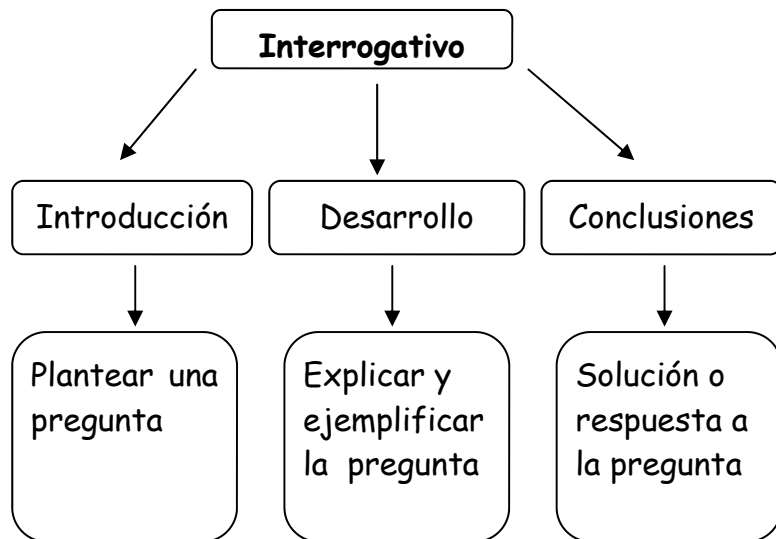 Interrogativo
Introducción
Desarrollo
Conclusiones
Plantear una
pregunta
Explicar y
ejemplificar
la pregunta
Solución o
respuesta a
la pregunta